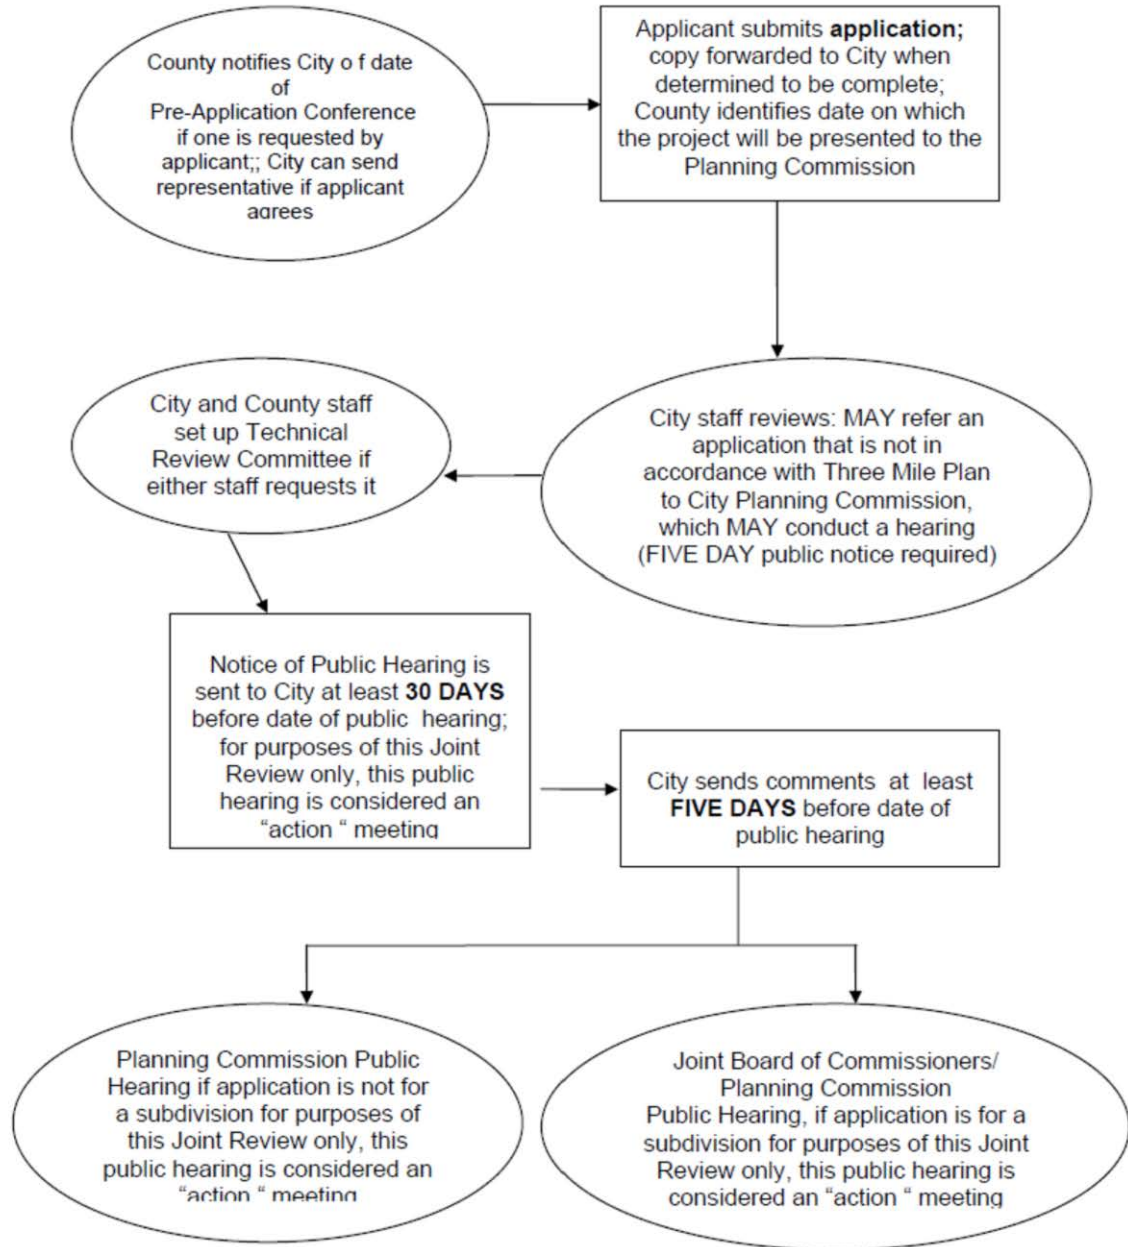 County notifies City o f date
of
Pre-Application Conference
if one is requested by
applicant;; City can send
representative if applicant
agrees
Applicant submits application;
copy forwarded to City when
determined to be complete;
County identifies date on which
the project will be presented to the
Planning Commission
City staff reviews: MAY refer an
application that is not in
accordance with Three Mile Plan
to City Planning Commission,
which MAY conduct a hearing
(FIVE DAY public notice required)
City and County staff
set up Technical
Review Committee if
either staff requests it
Notice of Public Hearing is
sent to City at least 30 DAYS
before date of public hearing;
for purposes of this Joint
Review only, this public
hearing is considered an
“action “ meeting
City sends comments at least
FIVE DAYS before date of
public hearing
Planning Commission Public
Hearing if application is not for
a subdivision for purposes of
this Joint Review only, this
public hearing is considered an
“action “ meeting
Joint Board of Commissioners/
Planning Commission
Public Hearing, if application is for a
subdivision for purposes of this Joint
Review only, this public hearing is
considered an “action “ meeting